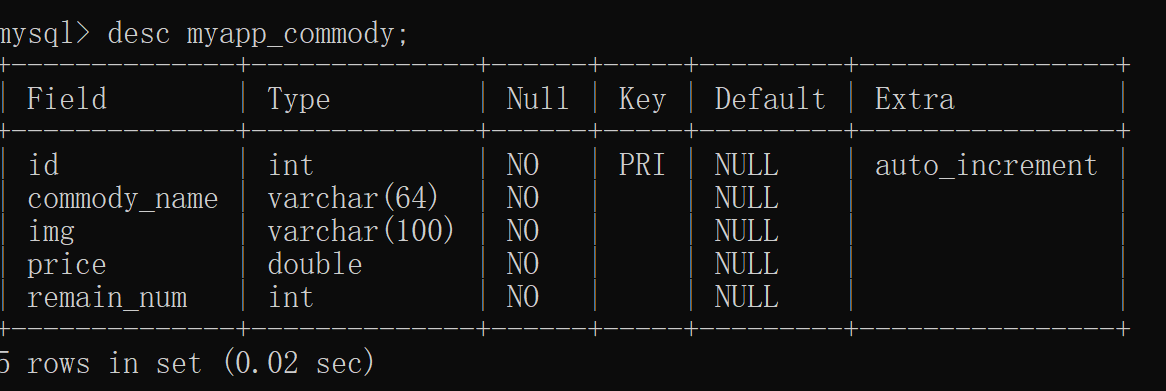 mysql> desc myapp_commody;
+---------------+--------------+------+-----+---------+----------------+
| Field | Type | Null | Key | Default | Extra |
+---------------+--------------+------+-----+---------+----------------+
| id | int | NO | PRI | NULL | auto_increment |
| commody_name | varchar(64) | NO | | NULL | |
| img | varchar(100) | NO | | NULL | |
| price | double | NO | | NULL | |
| remain_num | int | NO | | NULL | |
+---------------+--------------+------+-----+---------+----------------+
5 rows in set (0.02 sec)